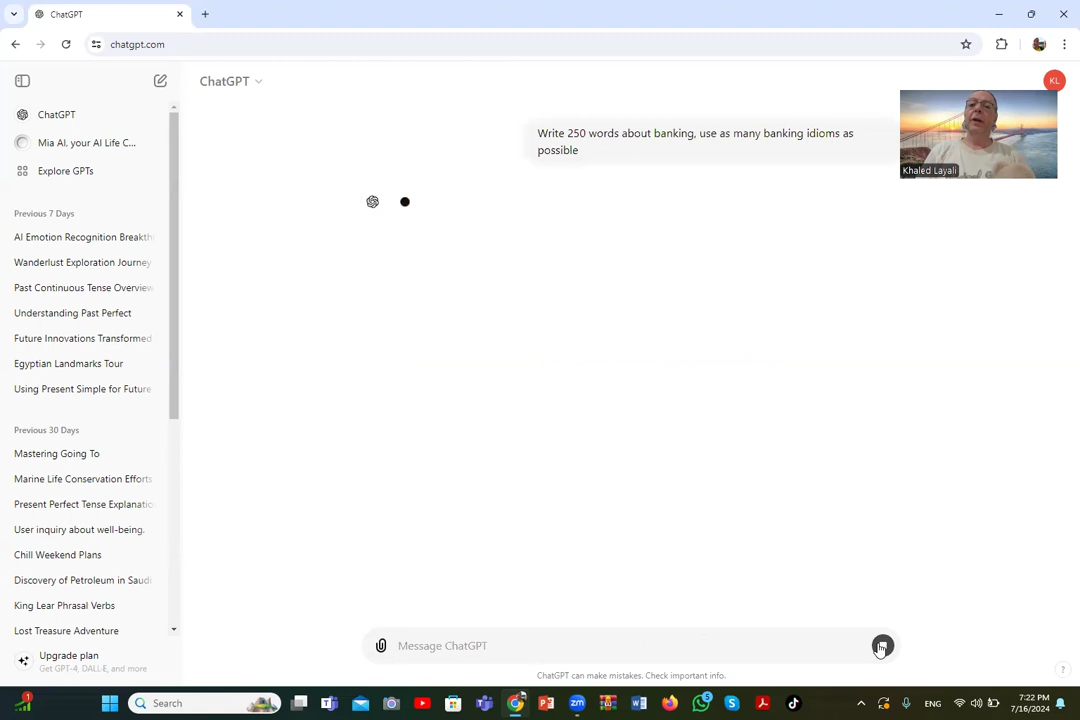 ChatGPT
chatgpt.com
ChatGPT
KL
ChatGPT
Mia AI, your AI Life C...
Explore GPTs
Write 250 words about banking, use as many banking idioms as
possible
Khaled Layali
Previous 7 Days
AI Emotion Recognition Breakth
Wanderlust Exploration Journey
Past Continuous Tense Overview
Understanding Past Perfect
Future Innovations Transformed
Egyptian Landmarks Tour
Using Present Simple for Future
Previous 30 Days
Mastering Going To
Marine Life Conservation Efforts
Present Perfect Tense Explanatio
User inquiry about well-being.
Chill Weekend Plans
Discovery of Petroleum in Saudi
King Lear Phrasal Verbs
Lost Treasure Adventure
Upgrade plan
Get GPT-4, DALL-E, and more
Message ChatGPT
ChatGPT can make mistakes. Check important info.
?
1
Search
5
ENG
7:22 PM
7/16/2024